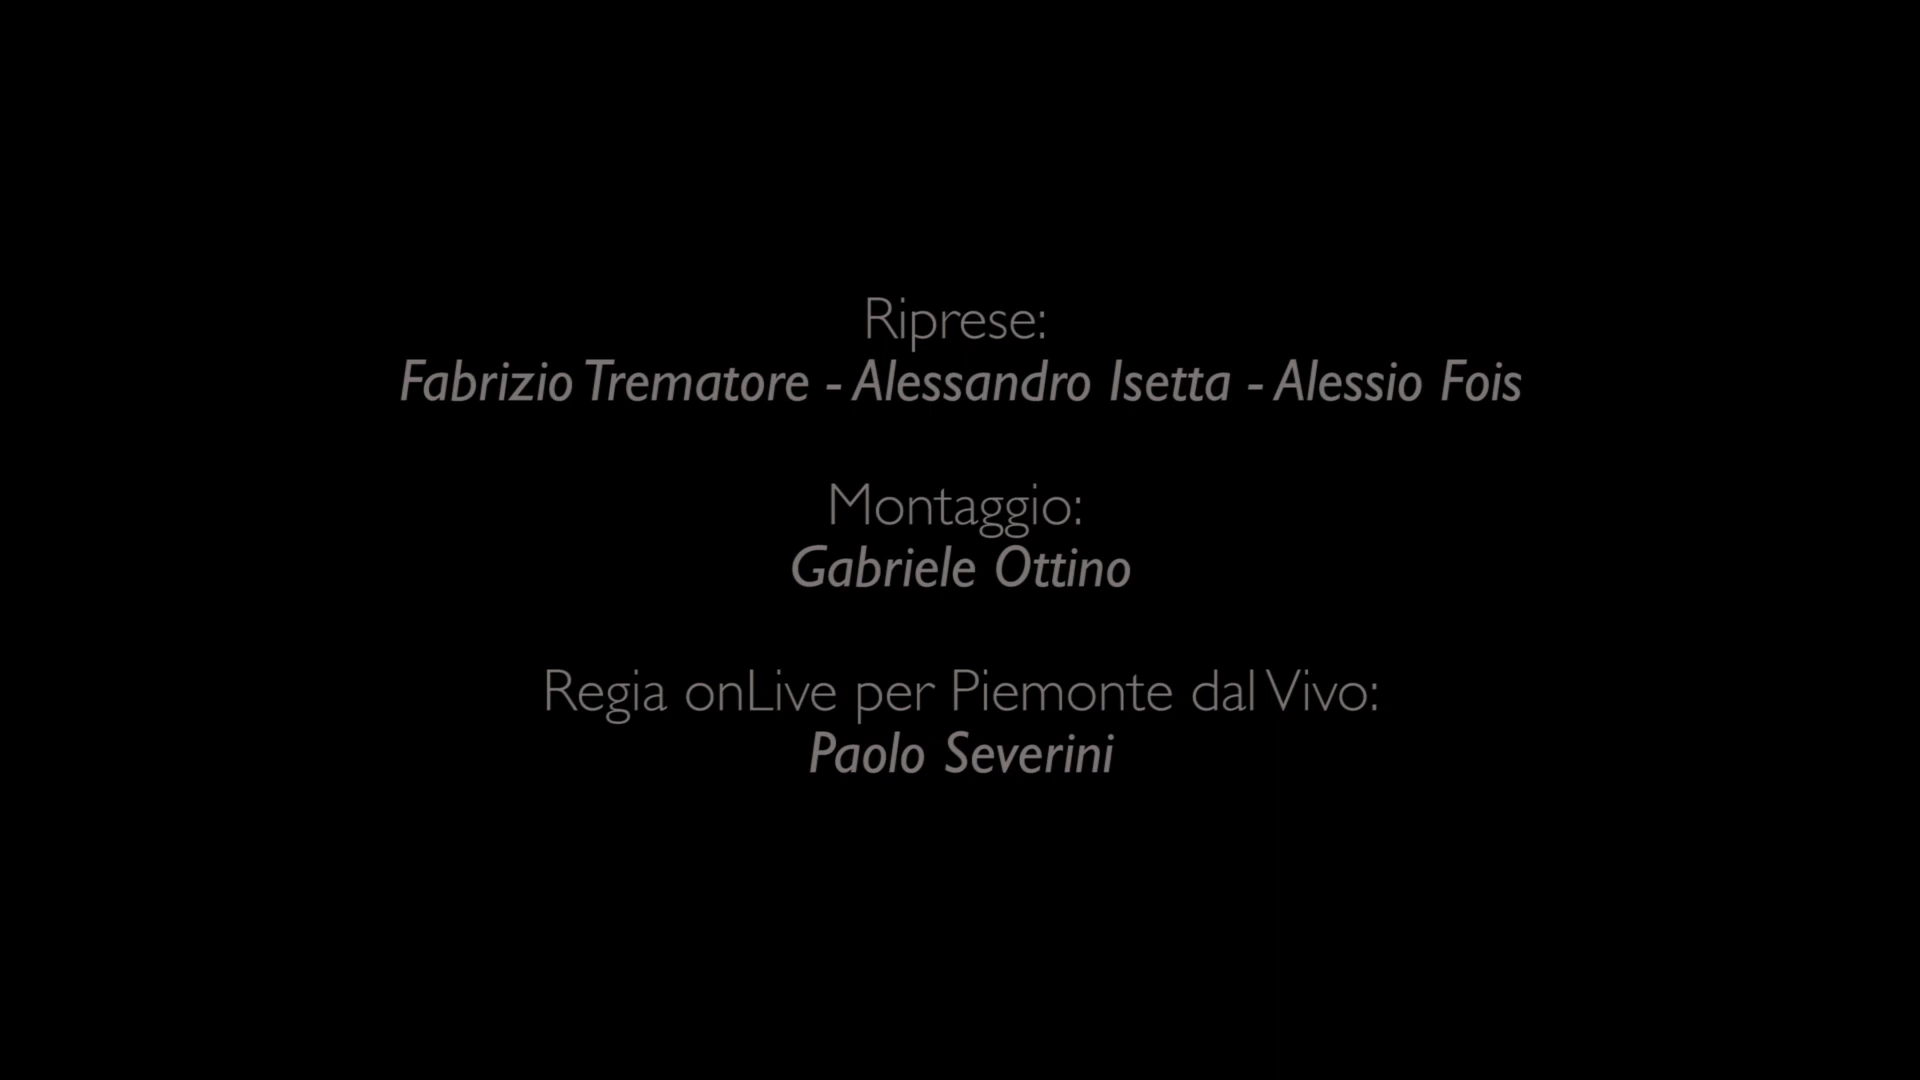 Riprese:
Fabrizio Trematore - Alessandro Isetta - Alessio Fois
Montaggio:
Gabriele Ottino
Regia onLive per Piemonte dal Vivo:
Paolo Severini